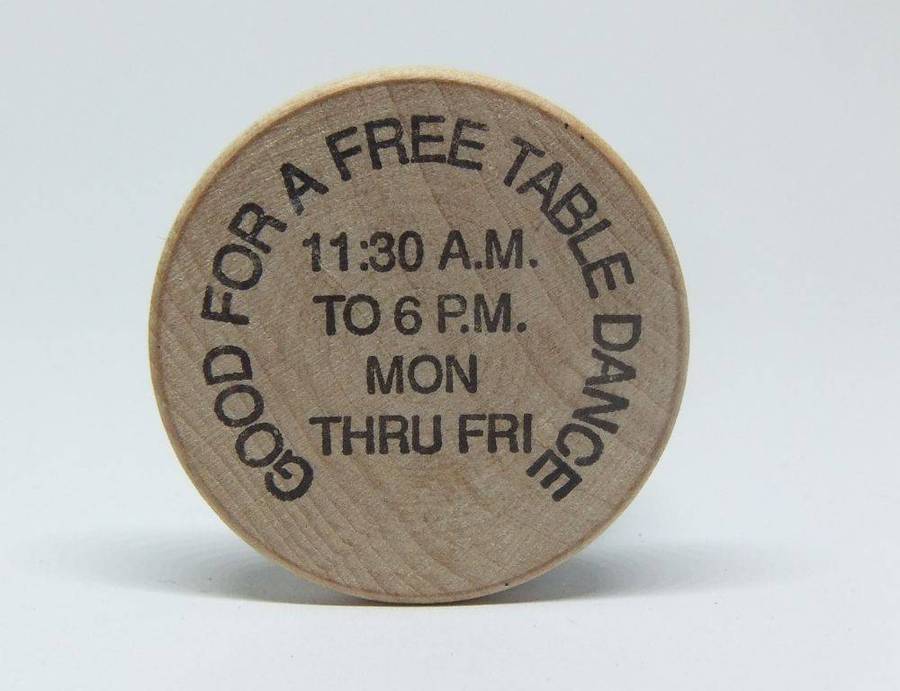 GOOD FOR A FREE TABLE DANCE
11:30 A.M.
TO 6 P.M.
MON
THRU FRI